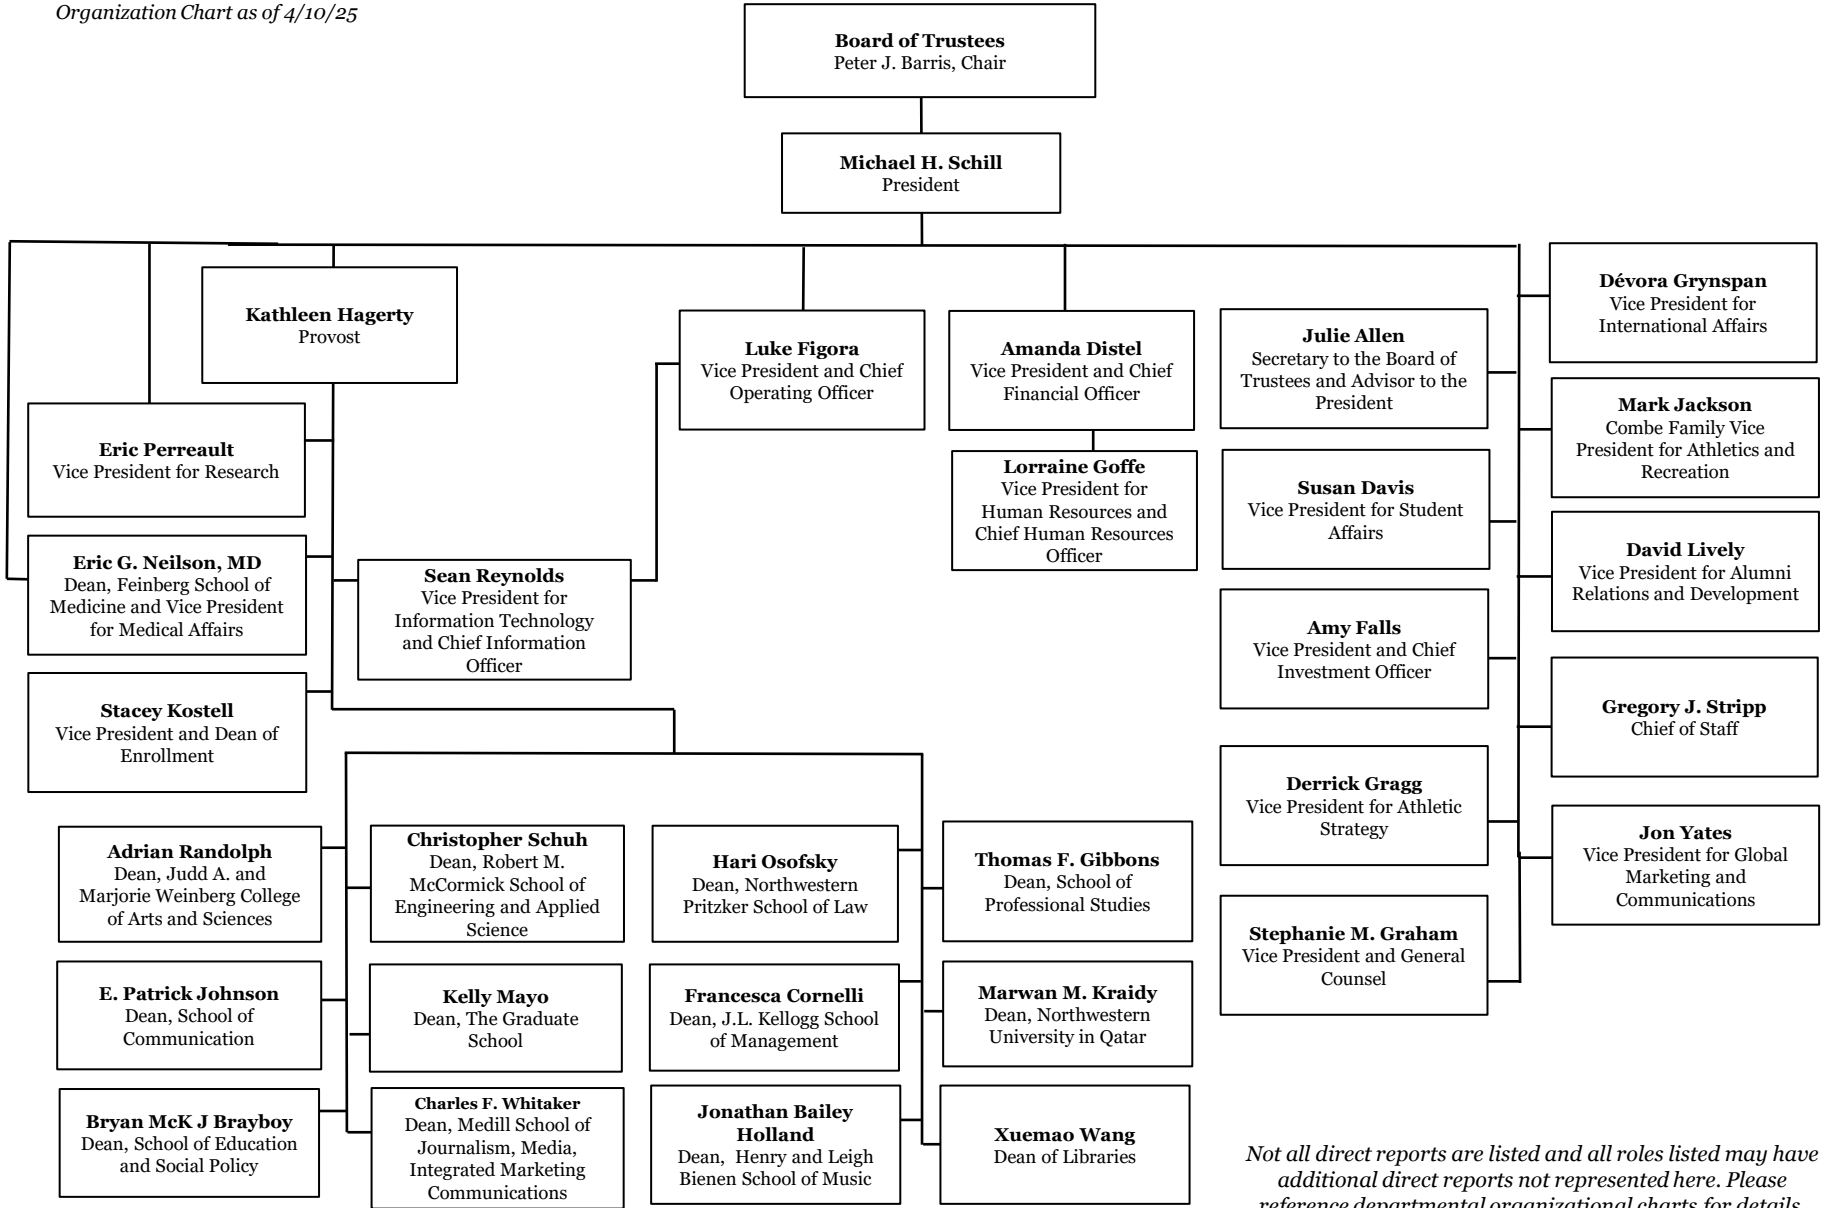 Organization Chart as of 4/10/25
Board of Trustees
Peter J. Barris, Chair
Michael H. Schill
President
Kathleen Hagerty
Provost
Luke Figora
Vice President and Chief
Operating Officer
Amanda Distel
Vice President and Chief
Financial Officer
Lorraine Goffe
Vice President for
Human Resources and
Chief Human Resources
Officer
Julie Allen
Secretary to the Board of
Trustees and Advisor to the
President
Susan Davis
Vice President for Student
Affairs
Amy Falls
Vice President and Chief
Investment Officer
Derrick Gragg
Vice President for Athletic
Strategy
Stephanie M. Graham
Vice President and General
Counsel
Dévora Grynspan
Vice President for
International Affairs
Mark Jackson
Combe Family Vice
President for Athletics and
Recreation
David Lively
Vice President for Alumni
Relations and Development
Gregory J. Stripp
Chief of Staff
Jon Yates
Vice President for Global
Marketing and
Communications
Eric Perreault
Vice President for Research
Eric G. Neilson, MD
Dean, Feinberg School of
Medicine and Vice President
for Medical Affairs
Stacey Kostell
Vice President and Dean of
Enrollment
Sean Reynolds
Vice President for
Information Technology
and Chief Information
Officer
Adrian Randolph
Dean, Judd A. and
Marjorie Weinberg College
of Arts and Sciences
E. Patrick Johnson
Dean, School of
Communication
Bryan McK J Brayboy
Dean, School of Education
and Social Policy
Christopher Schuh
Dean, Robert M.
McCormick School of
Engineering and Applied
Science
Kelly Mayo
Dean, The Graduate
School
Charles F. Whitaker
Dean, Medill School of
Journalism, Media,
Integrated Marketing
Communications
Hari Osofsky
Dean, Northwestern
Pritzker School of Law
Francesca Cornelli
Dean, J.L. Kellogg School
of Management
Jonathan Bailey
Holland
Dean, Henry and Leigh
Bienen School of Music
Thomas F. Gibbons
Dean, School of
Professional Studies
Marwan M. Kraidy
Dean, Northwestern
University in Qatar
Xuemao Wang
Dean of Libraries
Not all direct reports are listed and all roles listed may have
additional direct reports not represented here. Please
reference departmental organizational charts for details